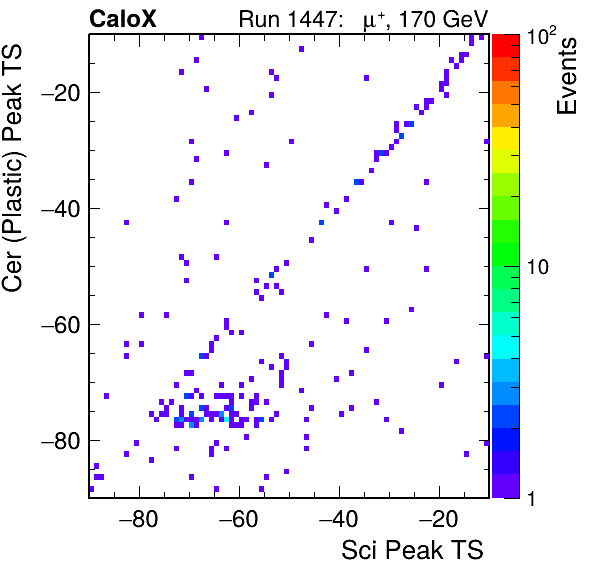 CaloX Run 1447: μ⁺, 170 GeV
Cer (Plastic) Peak TS
Events
10²
10
1
−20
−40
−60
−80
−80 −60 −40 −20
Sci Peak TS